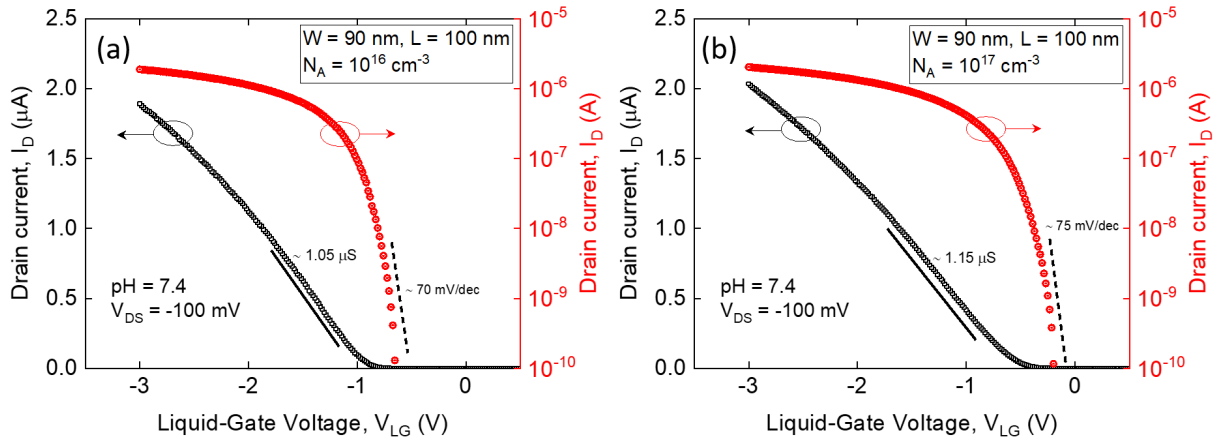 (a)
W = 90 nm, L = 100 nm
N_A = 10^16 cm^-3
Drain current, I_D (μA)
2.5
2.0
1.5
1.0
0.5
0.0
~ 1.05 μS
~ 70 mV/dec
pH = 7.4
V_DS = -100 mV
10^-5
10^-6
10^-7
10^-8
10^-9
10^-10
Drain current, I_D (A)
-3 -2 -1 0
Liquid-Gate Voltage, V_LG (V)
(b)
W = 90 nm, L = 100 nm
N_A = 10^17 cm^-3
Drain current, I_D (μA)
2.5
2.0
1.5
1.0
0.5
0.0
~ 75 mV/dec
~ 1.15 μS
pH = 7.4
V_DS = -100 mV
10^-5
10^-6
10^-7
10^-8
10^-9
10^-10
Drain current, I_D (A)
-3 -2 -1 0
Liquid-Gate Voltage, V_LG (V)